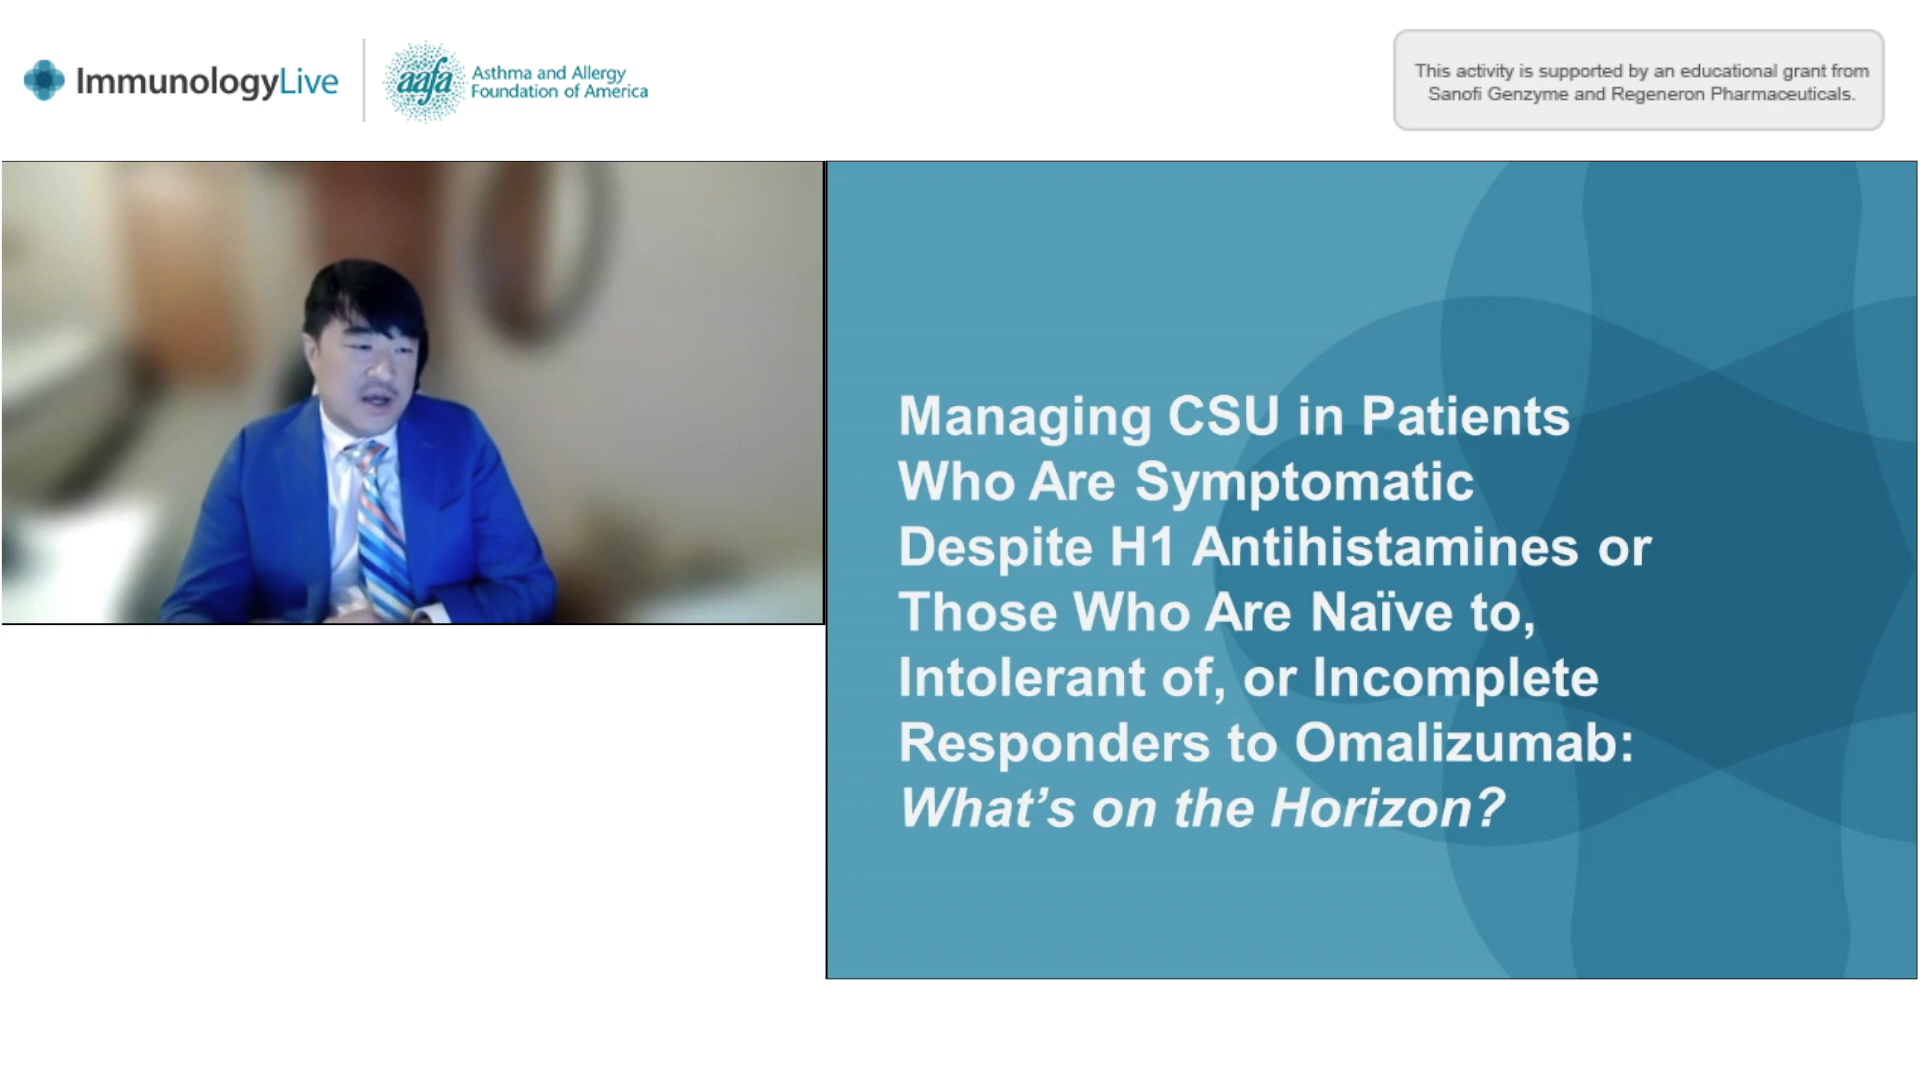 ImmunologyLive
aafa
Asthma and Allergy
Foundation of America
This activity is supported by an educational grant from
Sanofi Genzyme and Regeneron Pharmaceuticals.
Managing CSU in Patients
Who Are Symptomatic
Despite H1 Antihistamines or
Those Who Are Naïve to,
Intolerant of, or Incomplete
Responders to Omalizumab:
What’s on the Horizon?